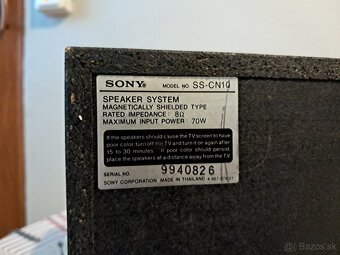 SONY®
MODEL NO. SS-CN10
SPEAKER SYSTEM
MAGNETICALLY SHIELDED TYPE
RATED IMPEDANCE: 8Ω
MAXIMUM INPUT POWER 70W
If the speakers should cause the TV screen to have
poor color, turn off the TV and turn it on again after
15 to 30 minutes. If poor color should persist,
place the speakers at a distance away from the TV.
SERIAL NO. 9940826
SONY CORPORATION MADE IN THAILAND
Bazos.sk